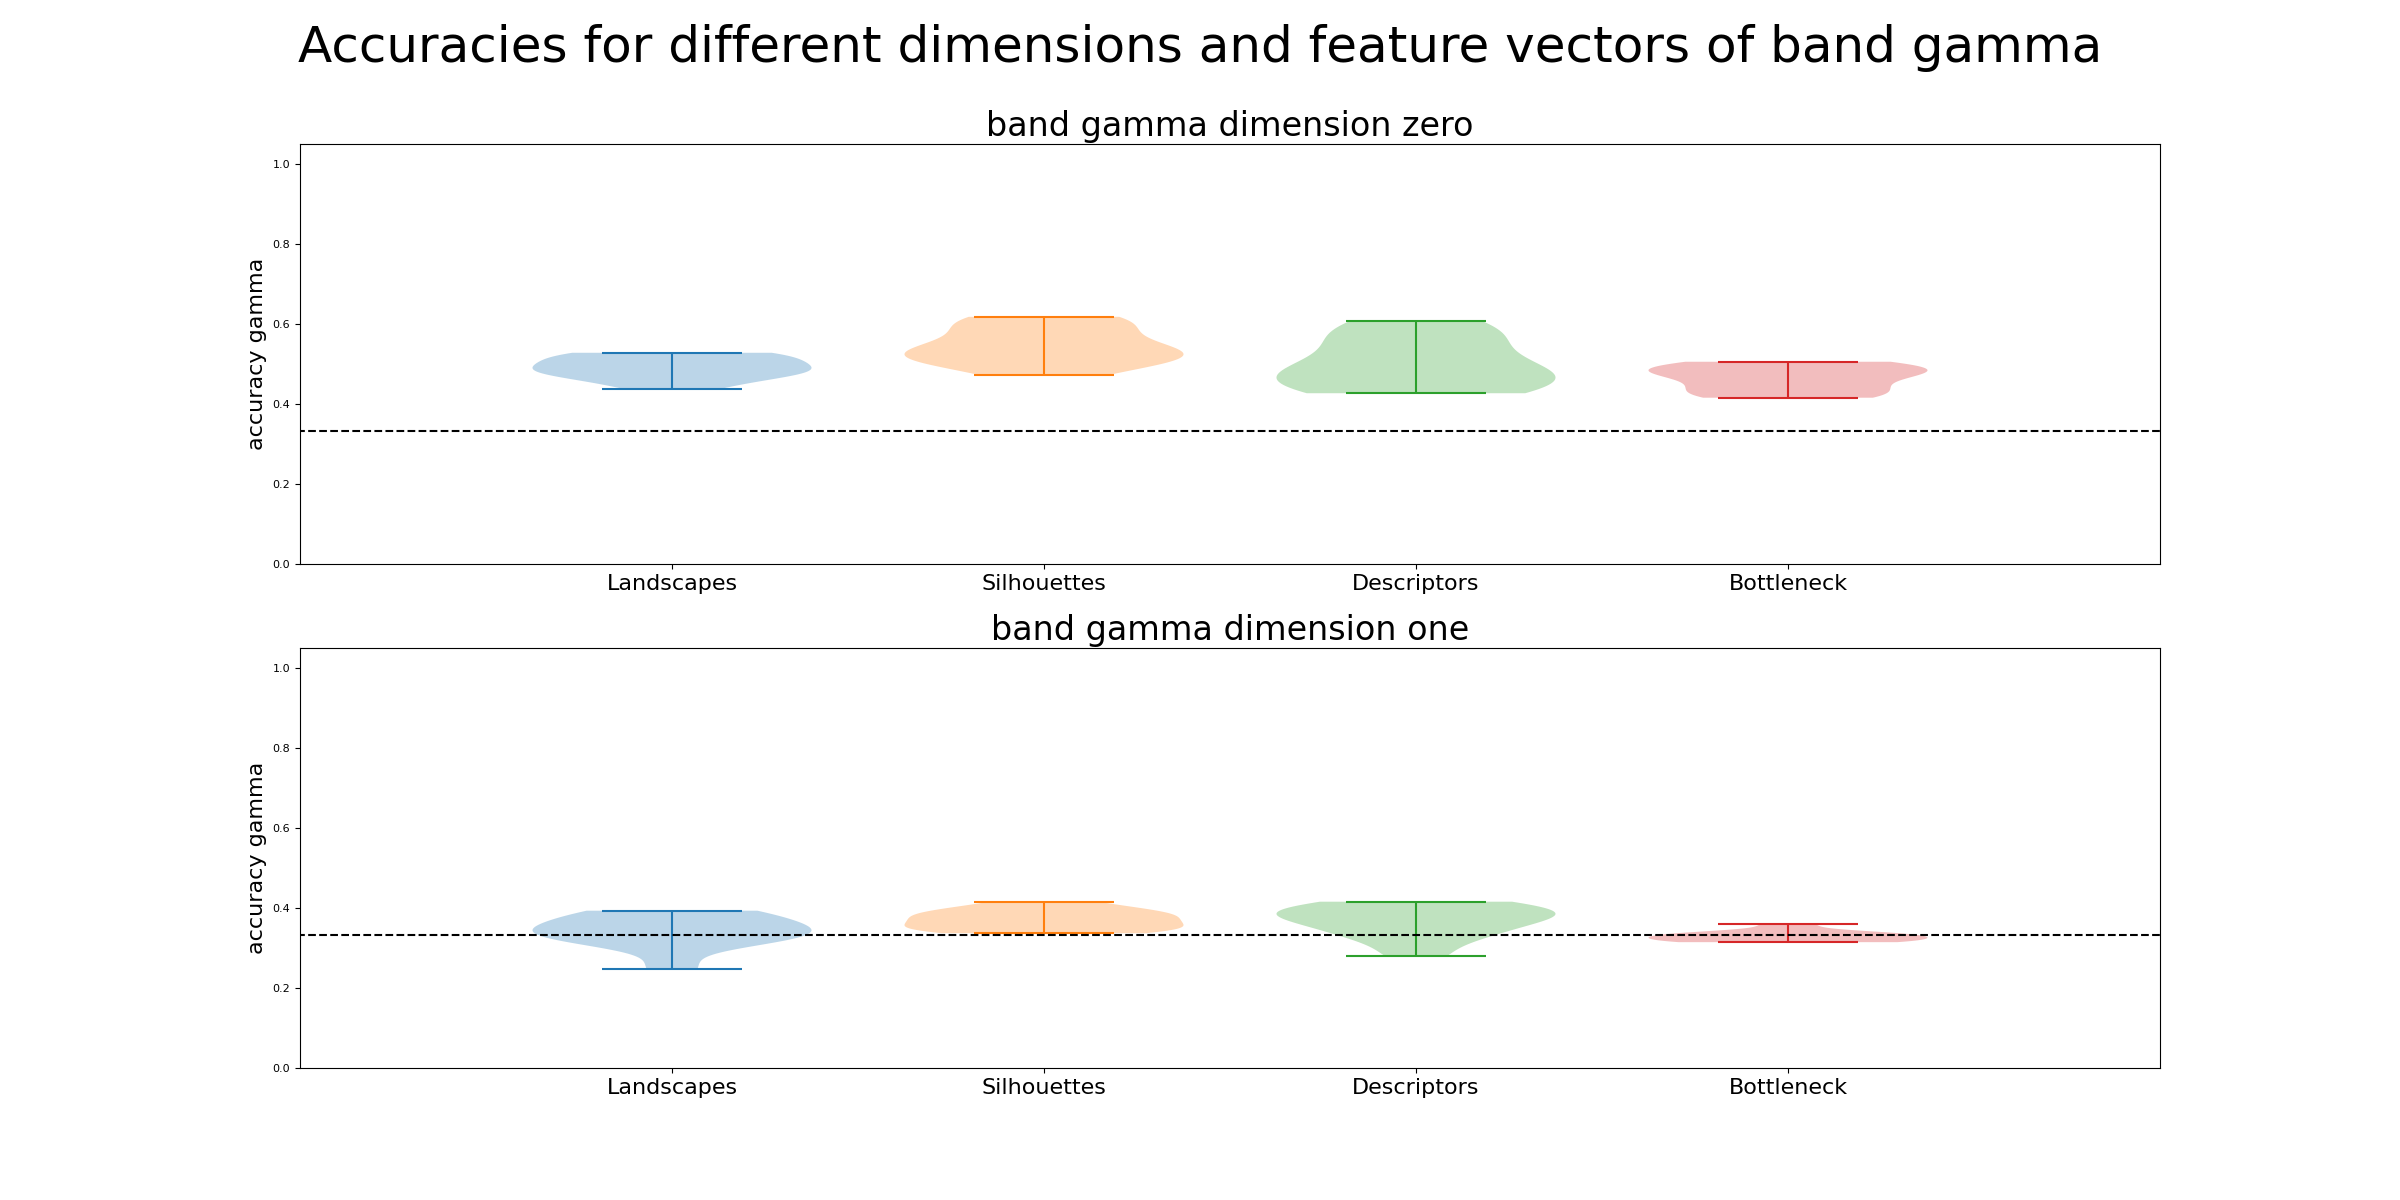 Accuracies for different dimensions and feature vectors of band gamma
band gamma dimension zero
accuracy gamma
1.0
0.8
0.6
0.4
0.2
0.0
Landscapes Silhouettes Descriptors Bottleneck
band gamma dimension one
accuracy gamma
1.0
0.8
0.6
0.4
0.2
0.0
Landscapes Silhouettes Descriptors Bottleneck